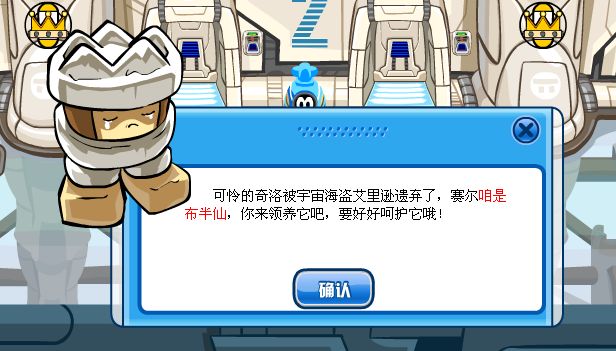 2
可怜的奇洛被宇宙海盗艾里逊遗弃了，赛尔咱是
布半仙，你来领养它吧，要好好呵护它哦！
确认